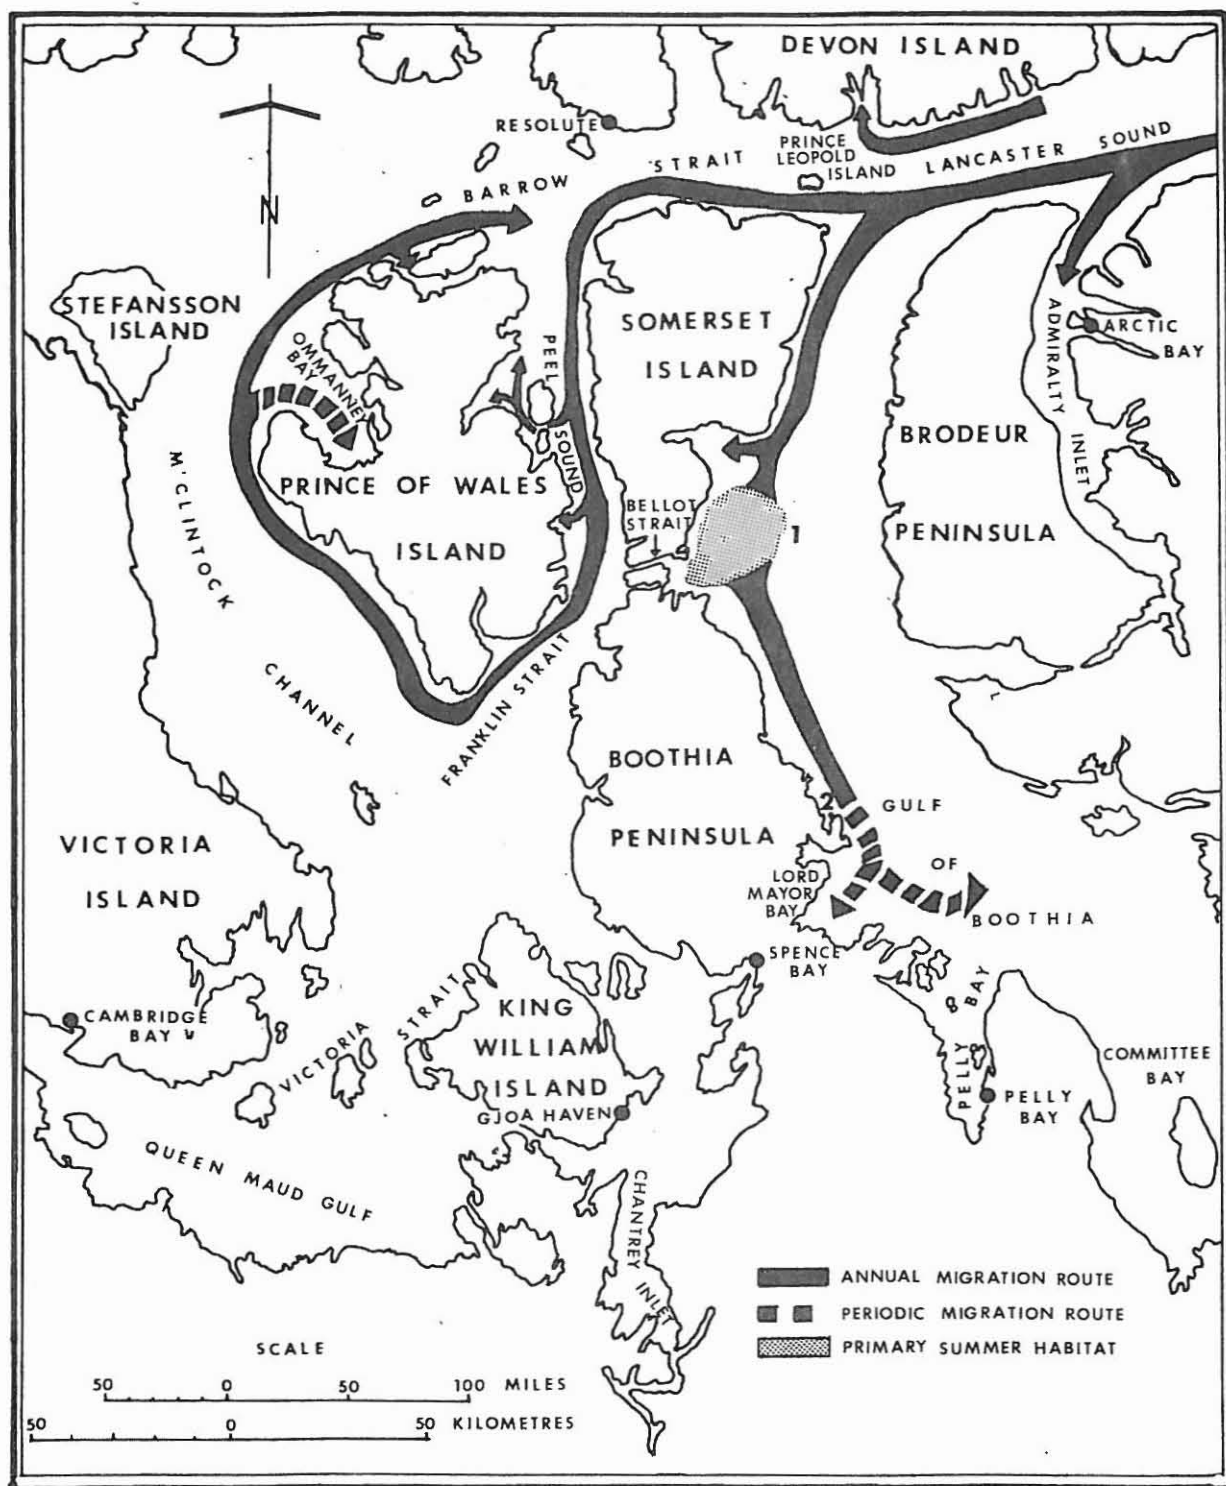 DEVON ISLAND
RESOLUTE
PRINCE
LEOPOLD
ISLAND
BARROW STRAIT
LANCASTER SOUND
N
STEFANSSON
ISLAND
OMMANNEY
BAY
PEEL SOUND
SOMERSET
ISLAND
ADMIRALTY INLET
ARCTIC
BAY
BRODEUR
PENINSULA
M'CLINTOCK CHANNEL
PRINCE OF WALES
ISLAND
BELLOT
STRAIT
1
FRANKLIN STRAIT
BOOTHIA
PENINSULA
2
GULF
OF
BOOTHIA
LORD
MAYOR
BAY
VICTORIA
ISLAND
SPENCE
BAY
CAMBRIDGE
BAY
VICTORIA STRAIT
KING
WILLIAM
ISLAND
GJOA HAVEN
PELLY BAY
PELLY
BAY
COMMITTEE
BAY
QUEEN MAUD GULF
CHANTREY INLET
ANNUAL MIGRATION ROUTE
PERIODIC MIGRATION ROUTE
PRIMARY SUMMER HABITAT
SCALE
50 0 50 100 MILES
50 0 50 KILOMETRES